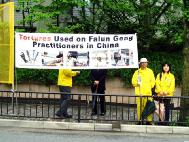 Tortures Used on Falun Gong
Practitioners in China